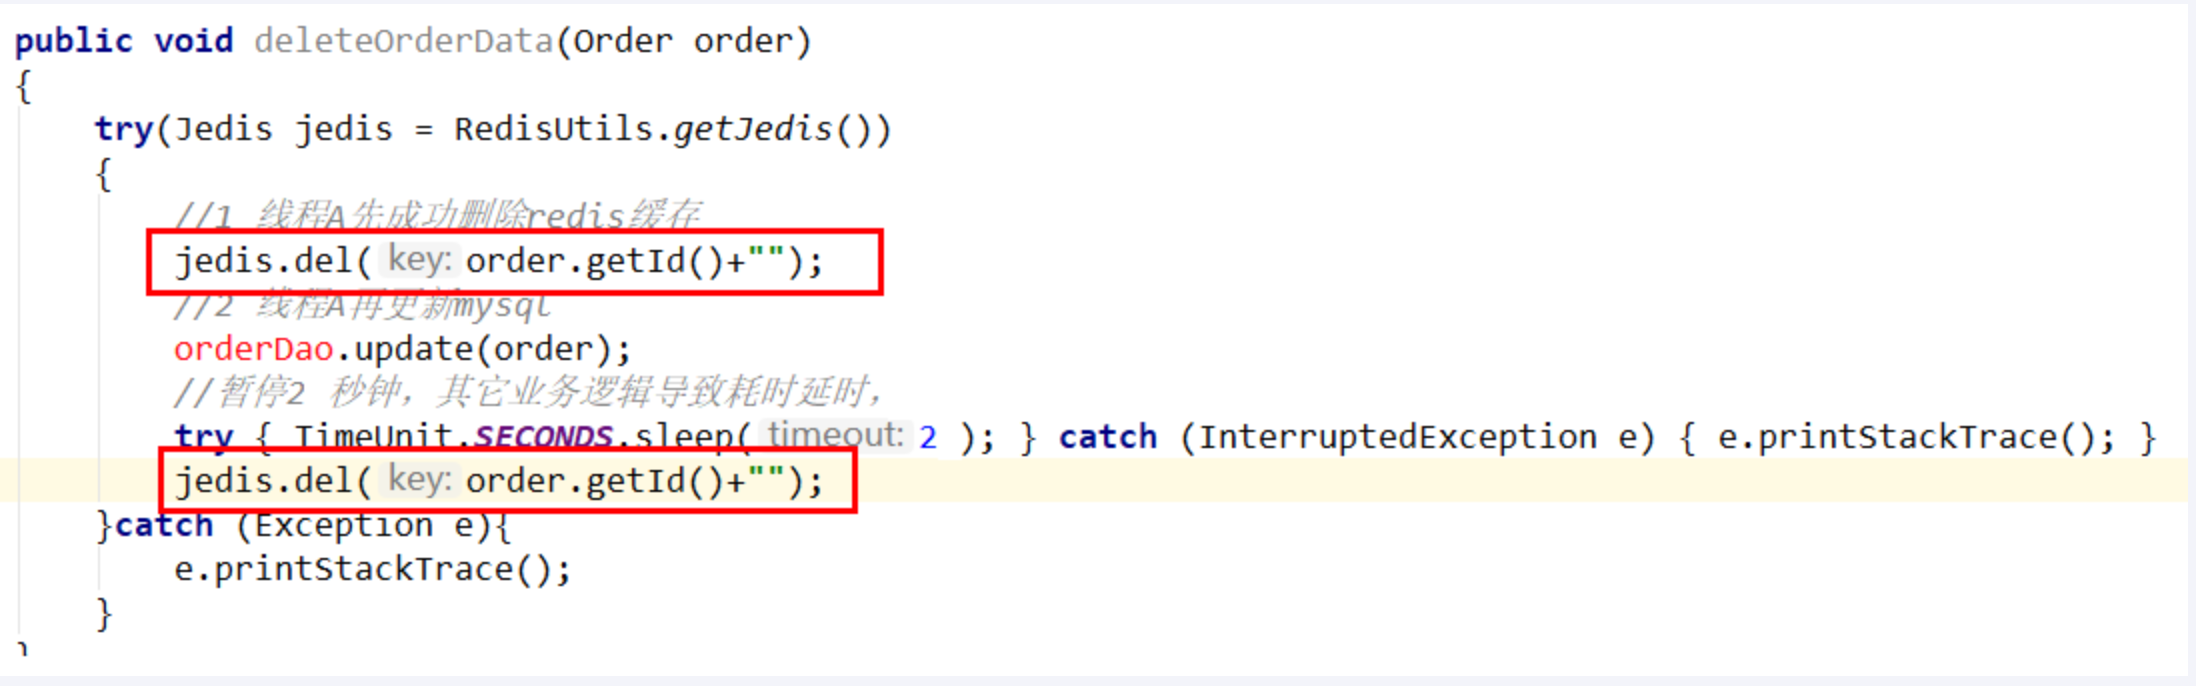 public void deleteOrderData(Order order)
{
try(Jedis jedis = RedisUtils.getJedis())
{
//1 线程A先成功删除redis缓存
jedis.del( key: order.getId()+"");
//2 线程A再更新mysql
orderDao.update(order);
//暂停2 秒钟，其它业务逻辑导致耗时延时，
try { TimeUnit.SECONDS.sleep( timeout: 2 ); } catch (InterruptedException e) { e.printStackTrace(); }
jedis.del( key: order.getId()+"");
}catch (Exception e){
e.printStackTrace();
}
}